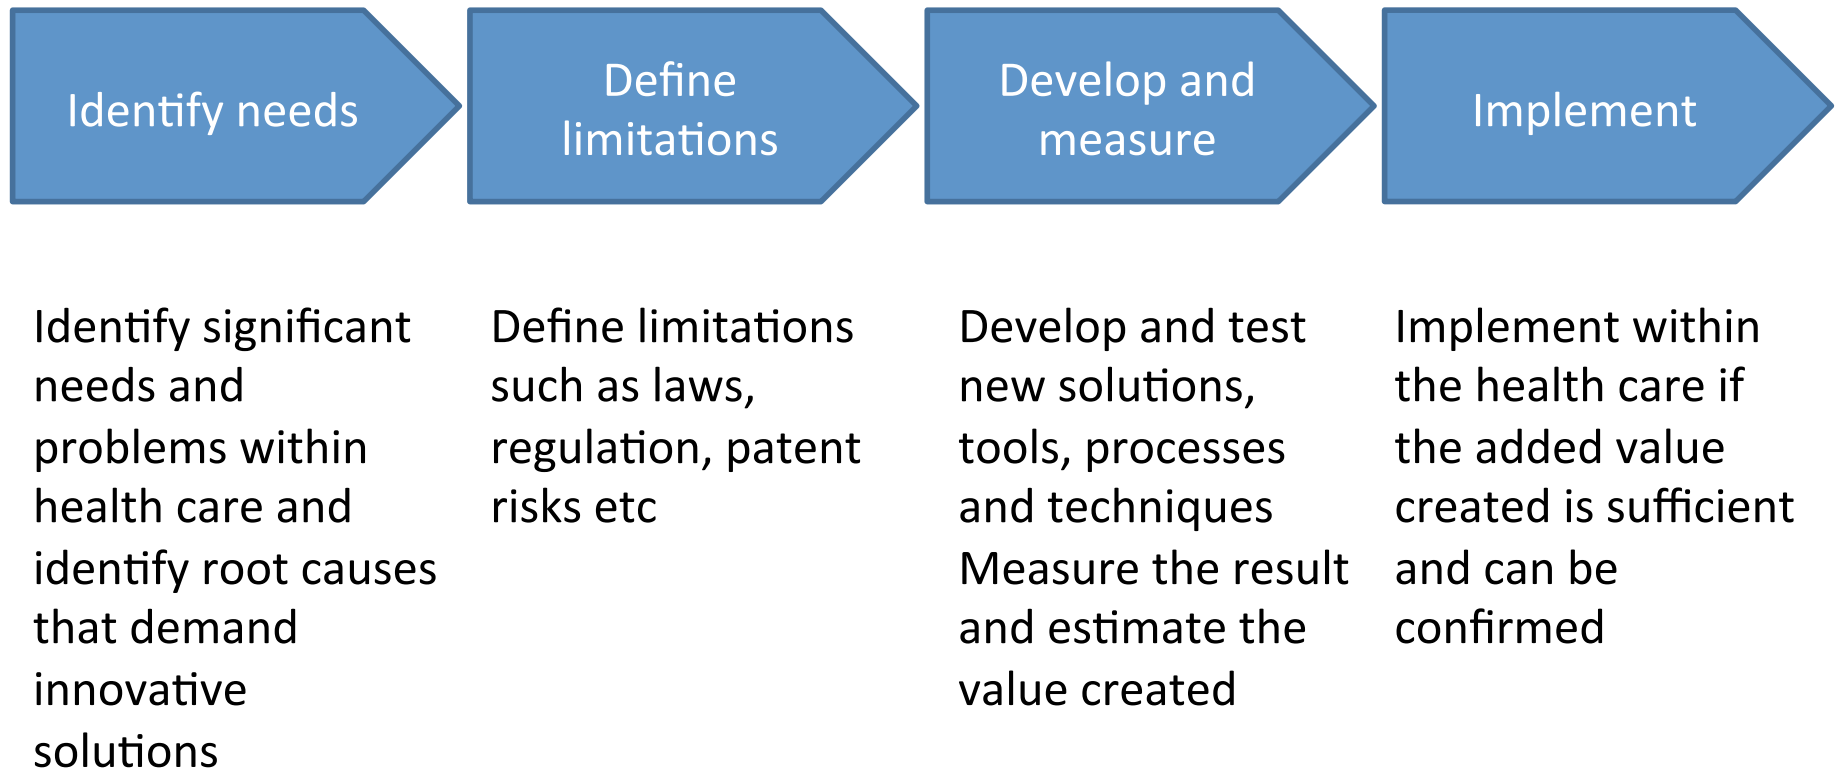 Identify needs
Define
limitations
Develop and
measure
Implement
Identify significant
needs and
problems within
health care and
identify root causes
that demand
innovative
solutions
Define limitations
such as laws,
regulation, patent
risks etc
Develop and test
new solutions,
tools, processes
and techniques
Measure the result
and estimate the
value created
Implement within
the health care if
the added value
created is sufficient
and can be
confirmed